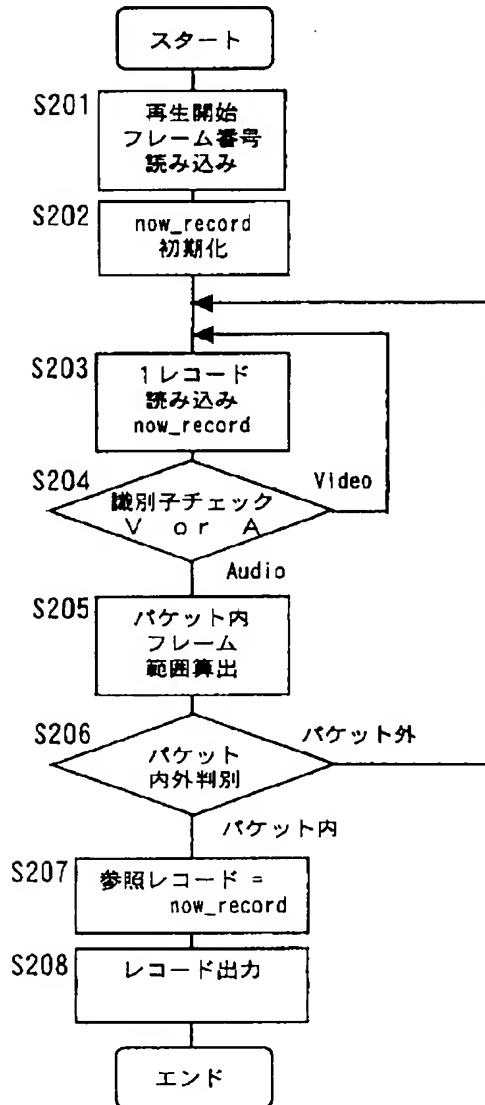 スタート
S201
再生開始
フレーム番号
読み込み
S202
now_record
初期化
S203
1レコード
読み込み
now_record
S204
識別子チェック
V or A
Video
Audio
S205
パケット内
フレーム
範囲算出
S206
パケット
内外判別
パケット外
パケット内
S207
参照レコード =
now_record
S208
レコード出力
エンド